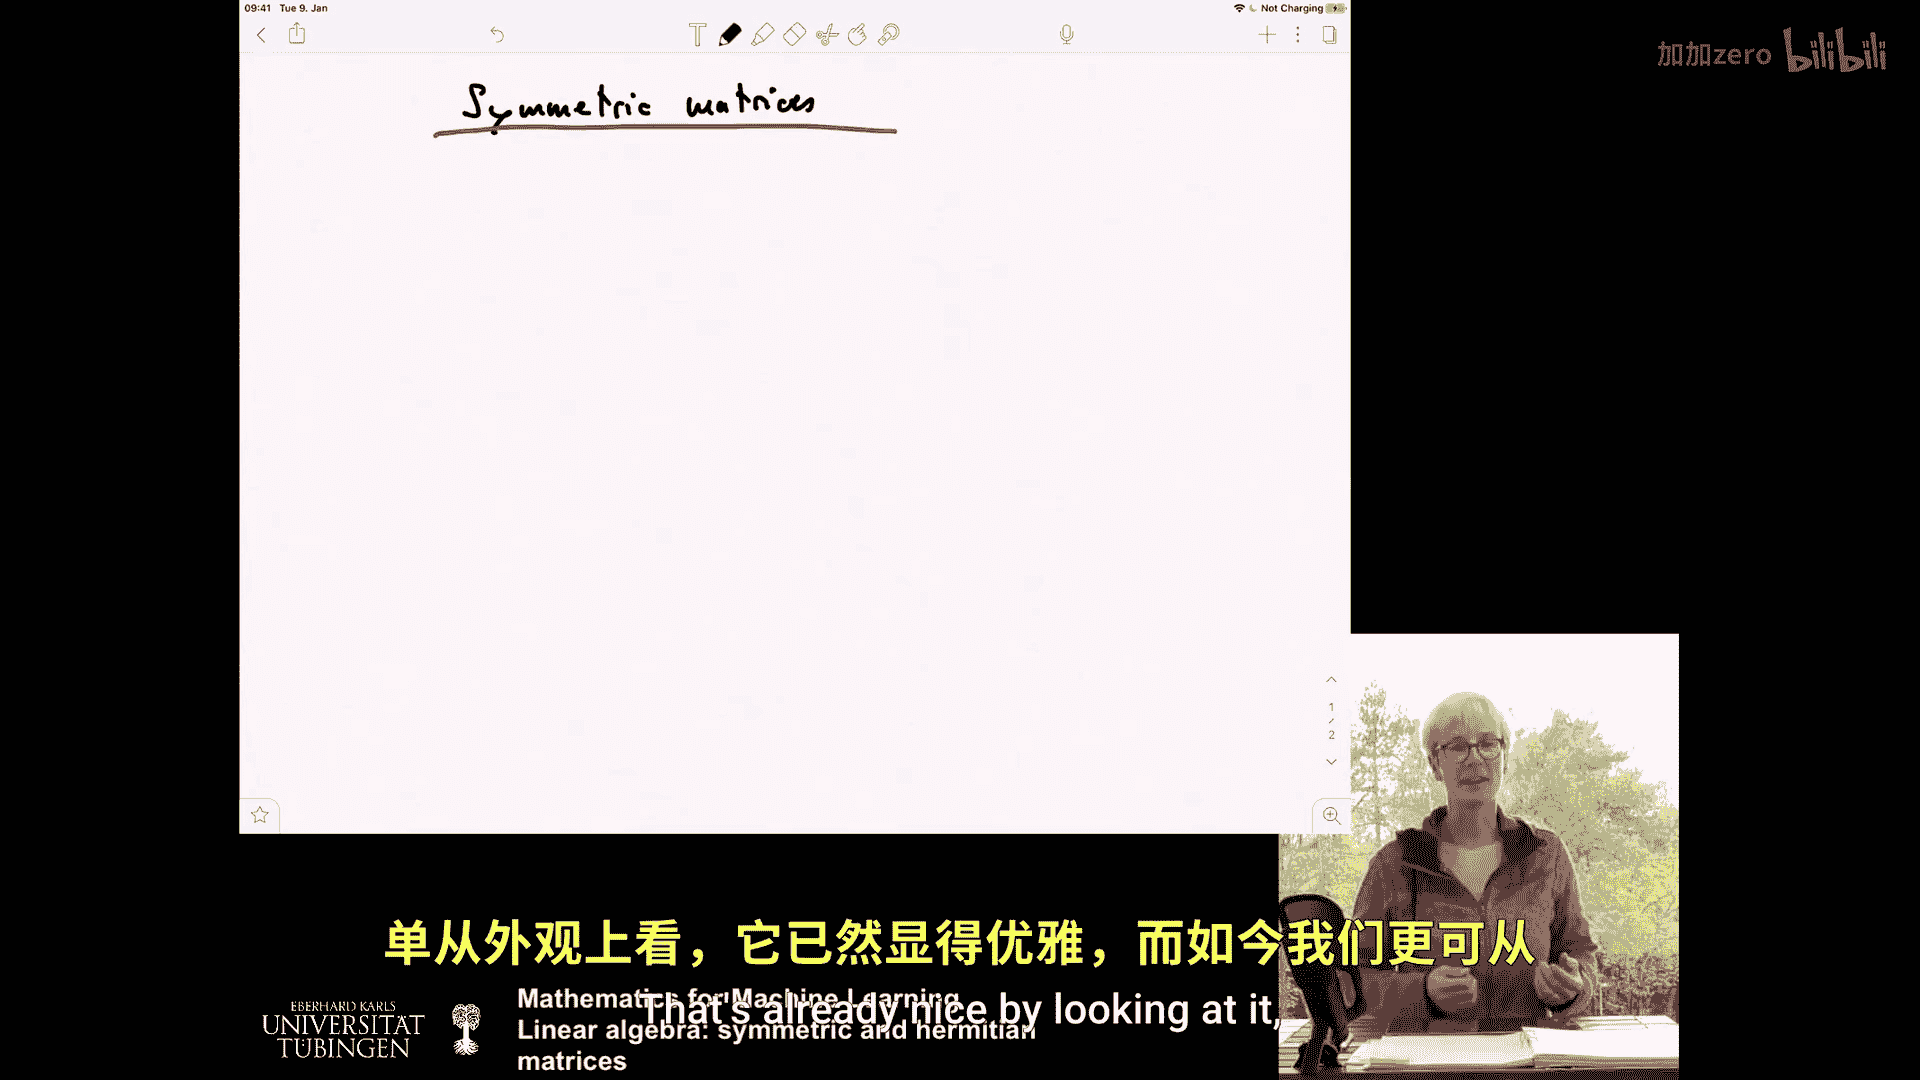 09:41 Tue 9. Jan
Not Charging
加加zero bilibili
Symmetric matrices
1
/
2
单从外观上看，它已然显得优雅，而如今我们更可从
That's already nice by looking at it,
EBERHARD KARLS
UNIVERSITÄT
TÜBINGEN
Mathematics for Machine Learning
Linear algebra: symmetric and hermitian
matrices